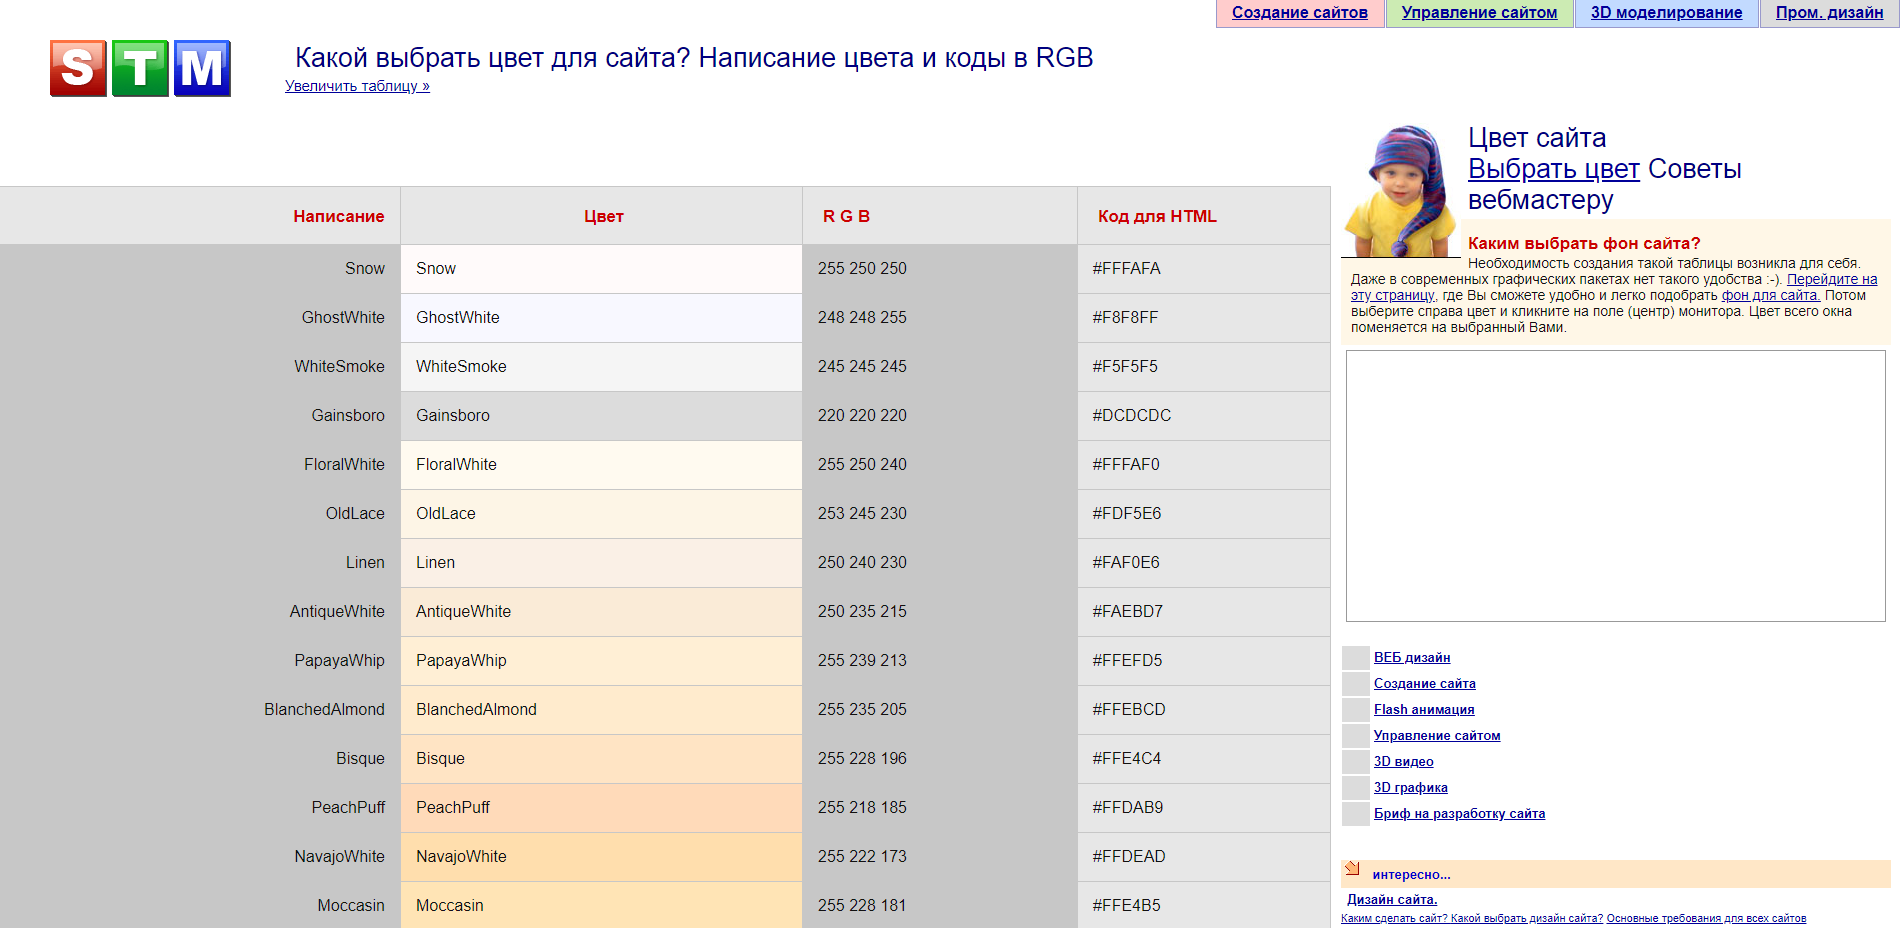 Создание сайтов Управление сайтом 3D моделирование Пром. дизайн
STM
Какой выбрать цвет для сайта? Написание цвета и коды в RGB
Увеличить таблицу »
Написание Цвет R G B Код для HTML
Snow Snow 255 250 250 #FFFAFA
GhostWhite GhostWhite 248 248 255 #F8F8FF
WhiteSmoke WhiteSmoke 245 245 245 #F5F5F5
Gainsboro Gainsboro 220 220 220 #DCDCDC
FloralWhite FloralWhite 255 250 240 #FFFAF0
OldLace OldLace 253 245 230 #FDF5E6
Linen Linen 250 240 230 #FAF0E6
AntiqueWhite AntiqueWhite 250 235 215 #FAEBD7
PapayaWhip PapayaWhip 255 239 213 #FFEFD5
BlanchedAlmond BlanchedAlmond 255 235 205 #FFEBCD
Bisque Bisque 255 228 196 #FFE4C4
PeachPuff PeachPuff 255 218 185 #FFDAB9
NavajoWhite NavajoWhite 255 222 173 #FFDEAD
Moccasin Moccasin 255 228 181 #FFE4B5
Цвет сайта
Выбрать цвет Советы
вебмастеру
Каким выбрать фон сайта?
Необходимость создания такой таблицы возникла для себя.
Даже в современных графических пакетах нет такого удобства :-). Перейдите на
эту страницу, где Вы сможете удобно и легко подобрать фон для сайта. Потом
выберите справа цвет и кликните на поле (центр) монитора. Цвет всего окна
поменяется на выбранный Вами.
ВЕБ дизайн
Создание сайта
Flash анимация
Управление сайтом
3D видео
3D графика
Бриф на разработку сайта
интересно...
Дизайн сайта.
Каким сделать сайт? Какой выбрать дизайн сайта? Основные требования для всех сайтов